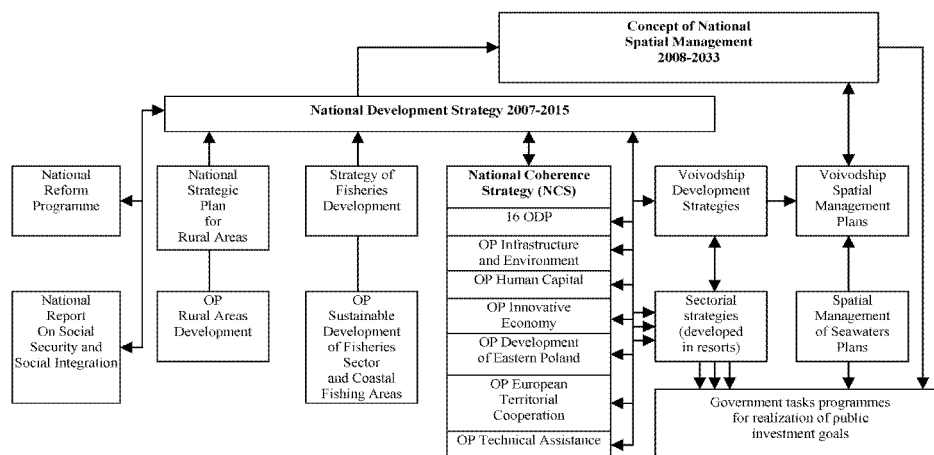 Concept of National
Spatial Management
2008-2033
National Development Strategy 2007-2015
National
Reform
Programme
National
Strategic
Plan
for
Rural Areas
Strategy of
Fisheries
Development
National Coherence
Strategy (NCS)
16 ODP
OP Infrastructure
and Environment
OP Human Capital
OP Innovative
Economy
OP Development
of Eastern Poland
OP European
Territorial
Cooperation
OP Technical Assistance
Voivodship
Development
Strategies
Voivodship
Spatial
Management
Plans
National
Report
On Social
Security and
Social Integration
OP
Rural Areas
Development
OP
Sustainable
Development
of Fisheries
Sector
and Coastal
Fishing Areas
Sectorial
strategies
(developed
in resorts)
Spatial
Management
of Seawaters
Plans
Government tasks programmes
for realization of public
investment goals